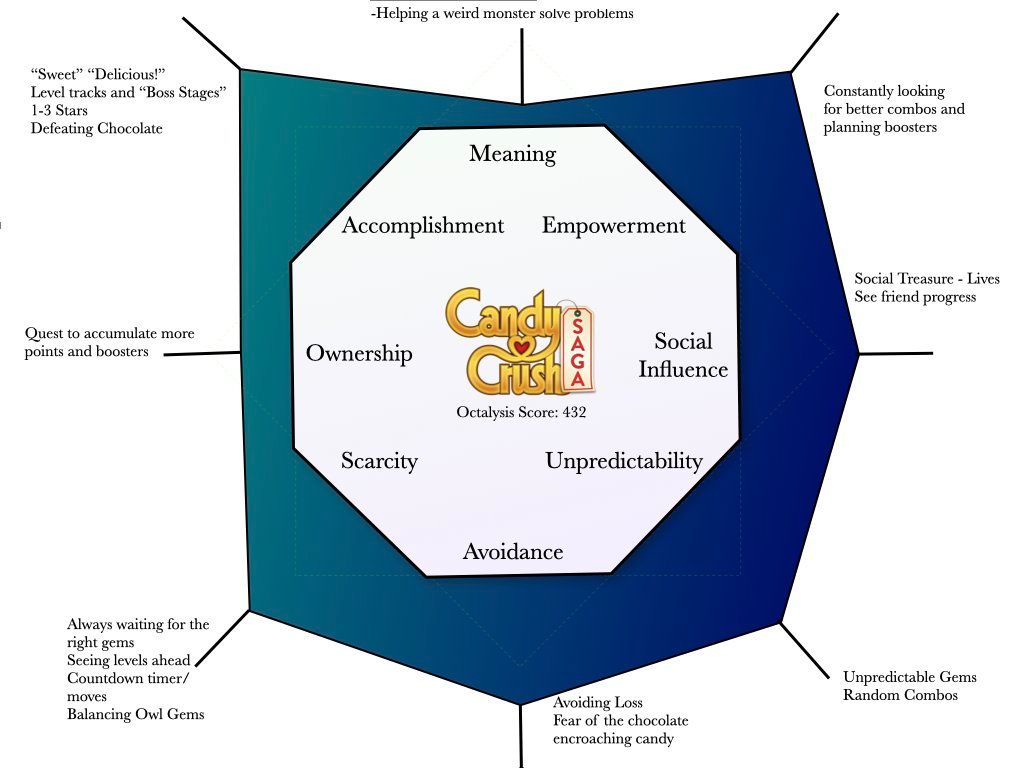 -Helping a weird monster solve problems
“Sweet” “Delicious!”
Level tracks and “Boss Stages”
1-3 Stars
Defeating Chocolate
Constantly looking
for better combos and
planning boosters
Meaning
Accomplishment
Empowerment
Social Treasure - Lives
See friend progress
Quest to accumulate more
points and boosters
Ownership
Candy
Crush
SAGA
Social
Influence
Octalysis Score: 432
Scarcity
Unpredictability
Avoidance
Always waiting for the
right gems
Seeing levels ahead
Countdown timer/
moves
Balancing Owl Gems
Unpredictable Gems
Random Combos
Avoiding Loss
Fear of the chocolate
encroaching candy